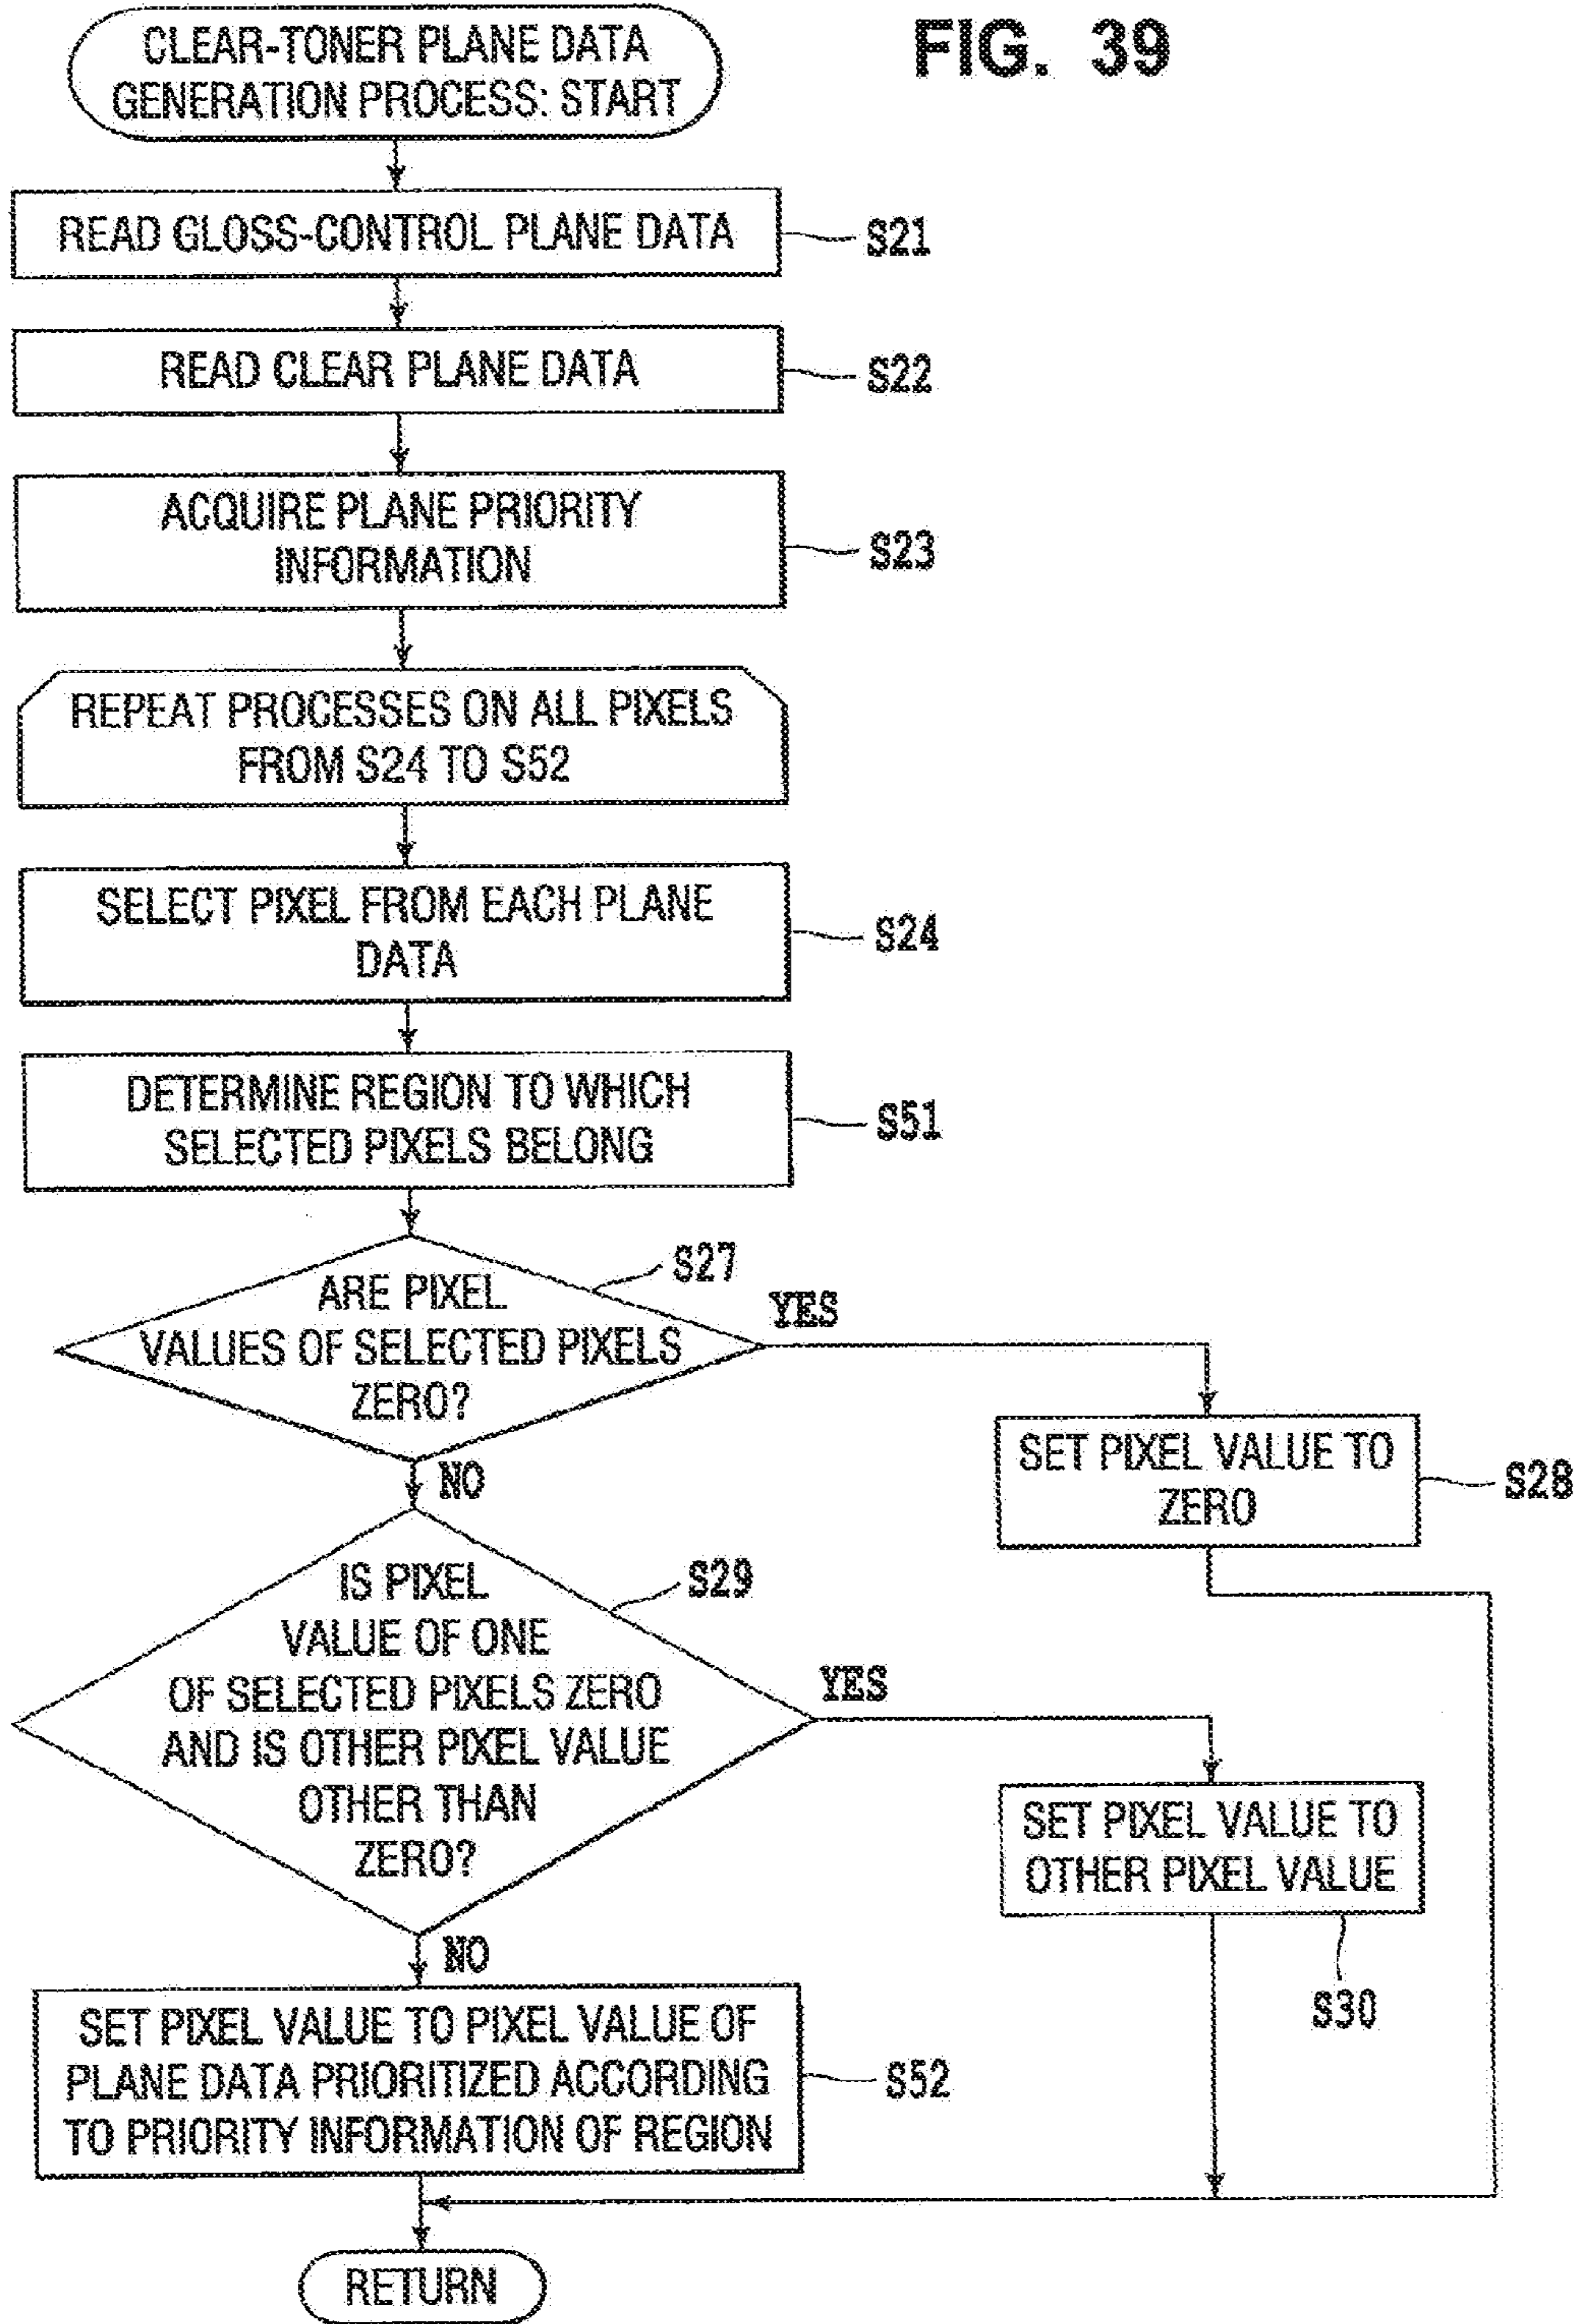 FIG. 39
CLEAR-TONER PLANE DATA
GENERATION PROCESS: START
READ GLOSS-CONTROL PLANE DATA
S21
READ CLEAR PLANE DATA
S22
ACQUIRE PLANE PRIORITY
INFORMATION
S23
REPEAT PROCESSES ON ALL PIXELS
FROM S24 TO S52
SELECT PIXEL FROM EACH PLANE
DATA
S24
DETERMINE REGION TO WHICH
SELECTED PIXELS BELONG
S51
ARE PIXEL
VALUES OF SELECTED PIXELS
ZERO?
S27
YES
NO
SET PIXEL VALUE TO
ZERO
S28
IS PIXEL
VALUE OF ONE
OF SELECTED PIXELS ZERO
AND IS OTHER PIXEL VALUE
OTHER THAN
ZERO?
S29
YES
NO
SET PIXEL VALUE TO
OTHER PIXEL VALUE
S30
SET PIXEL VALUE TO PIXEL VALUE OF
PLANE DATA PRIORITIZED ACCORDING
TO PRIORITY INFORMATION OF REGION
S52
RETURN